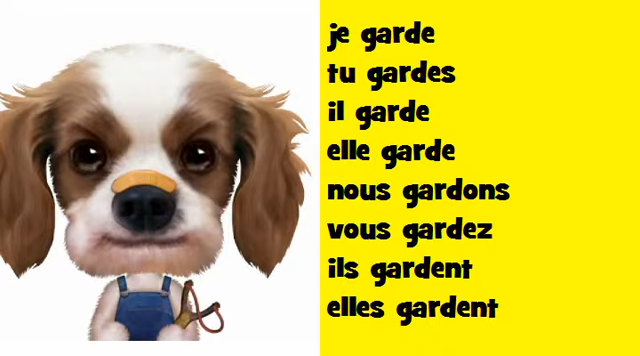 je garde
tu gardes
il garde
elle garde
nous gardons
vous gardez
ils gardent
elles gardent